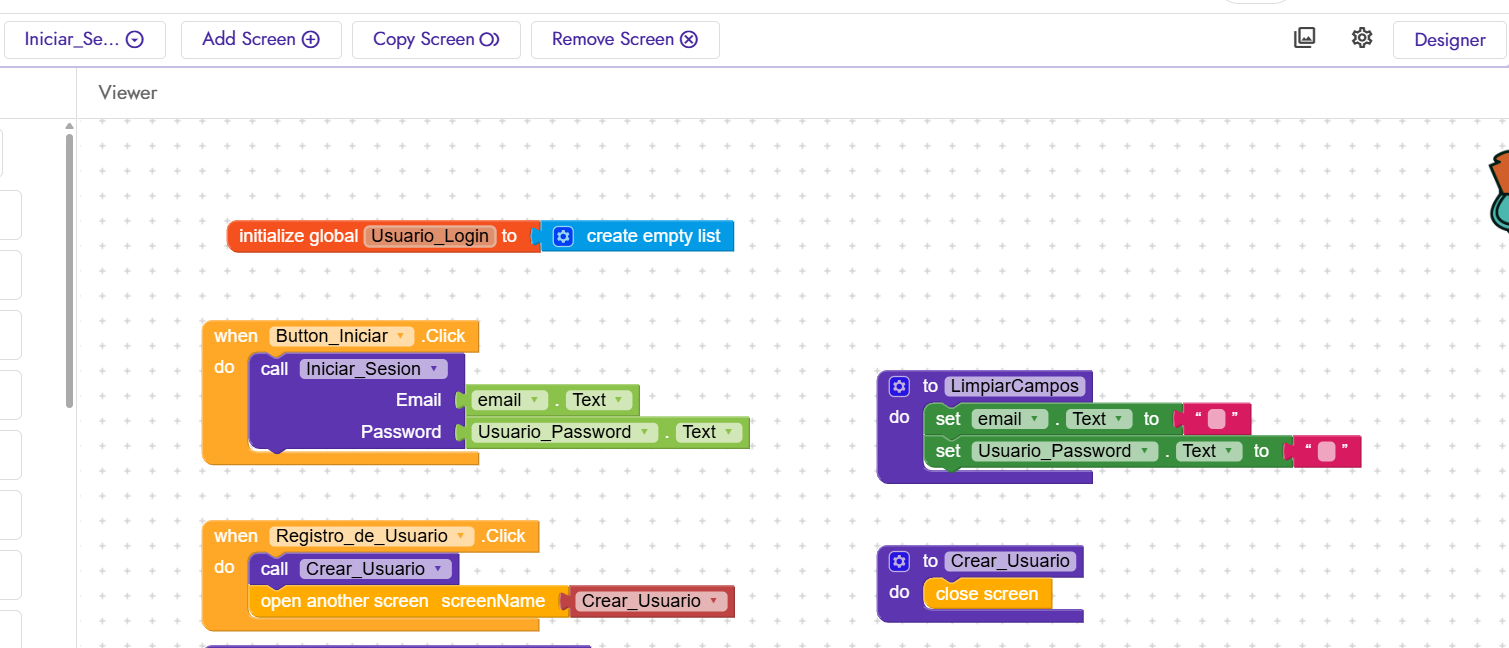 Iniciar_Se... Add Screen Copy Screen Remove Screen Designer
Viewer
initialize global Usuario_Login to create empty list
when Button_Iniciar .Click
do call Iniciar_Sesion
Email email . Text
Password Usuario_Password . Text
to LimpiarCampos
do set email . Text to “ ”
set Usuario_Password . Text to “ ”
when Registro_de_Usuario .Click
do call Crear_Usuario
open another screen screenName Crear_Usuario
to Crear_Usuario
do close screen